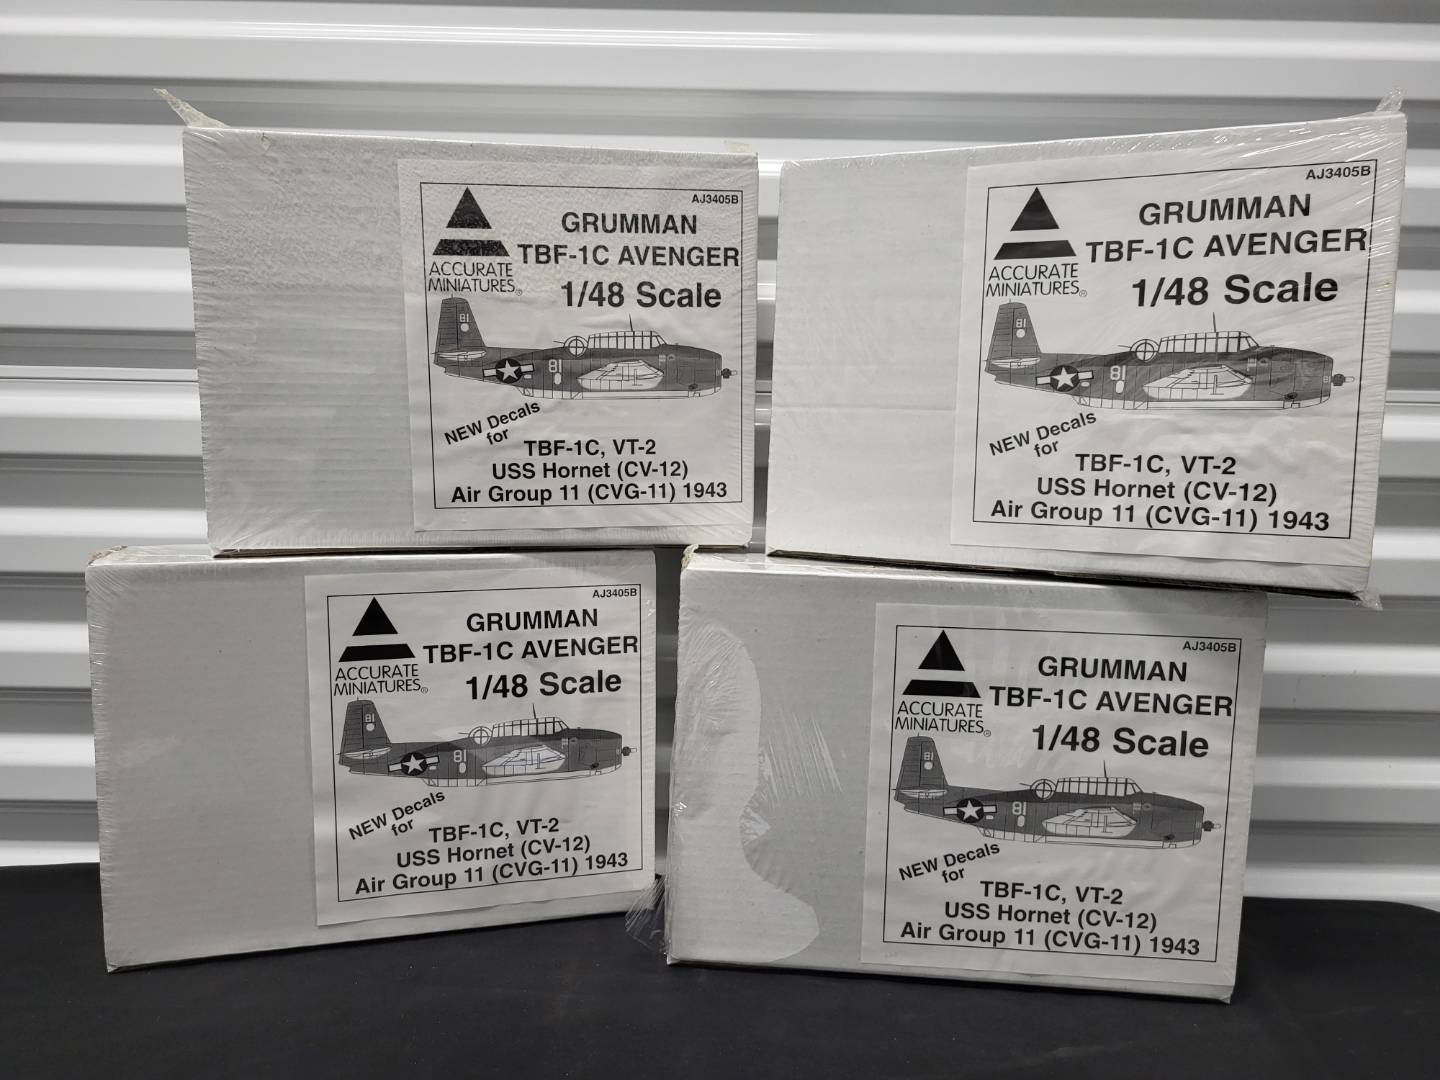 AJ3405B
GRUMMAN
TBF-1C AVENGER
ACCURATE
MINIATURES®
1/48 Scale
81
81
NEW Decals
for
TBF-1C, VT-2
USS Hornet (CV-12)
Air Group 11 (CVG-11) 1943
AJ3405B
GRUMMAN
TBF-1C AVENGER
ACCURATE
MINIATURES®
1/48 Scale
81
81
NEW Decals
for
TBF-1C, VT-2
USS Hornet (CV-12)
Air Group 11 (CVG-11) 1943
AJ3405B
GRUMMAN
TBF-1C AVENGER
ACCURATE
MINIATURES®
1/48 Scale
81
81
NEW Decals
for
TBF-1C, VT-2
USS Hornet (CV-12)
Air Group 11 (CVG-11) 1943
AJ3405B
GRUMMAN
TBF-1C AVENGER
ACCURATE
MINIATURES®
1/48 Scale
81
81
NEW Decals
for
TBF-1C, VT-2
USS Hornet (CV-12)
Air Group 11 (CVG-11) 1943